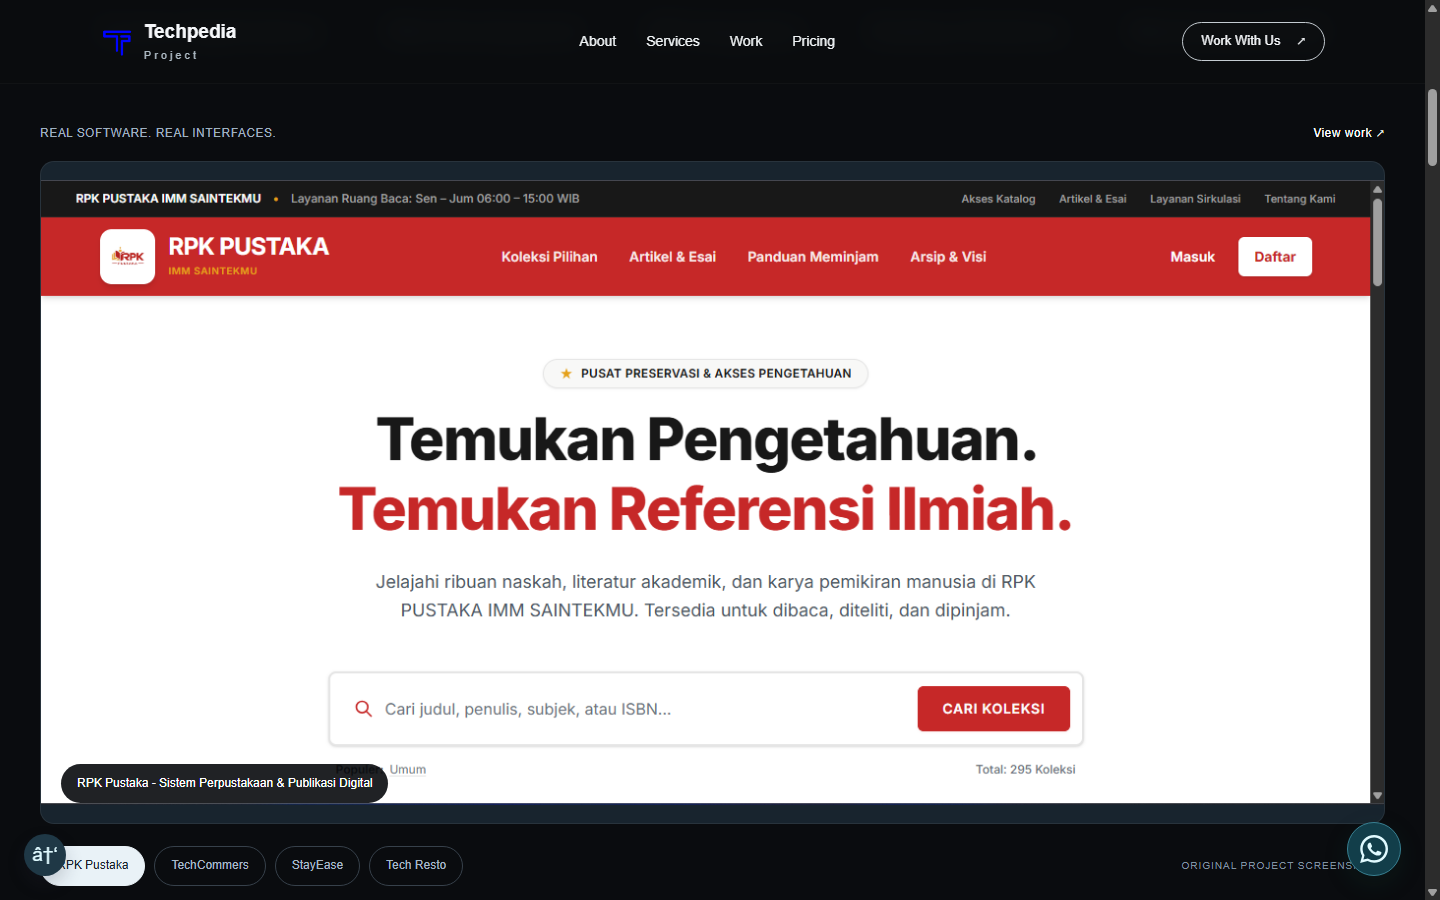 Techpedia
Project
About
Services
Work
Pricing
Work With Us ↗
REAL SOFTWARE. REAL INTERFACES.
View work ↗
RPK PUSTAKA IMM SAINTEKMU • Layanan Ruang Baca: Sen – Jum 06:00 – 15:00 WIB
Akses Katalog
Artikel & Esai
Layanan Sirkulasi
Tentang Kami
RPK
RPK PUSTAKA
IMM SAINTEKMU
Koleksi Pilihan
Artikel & Esai
Panduan Meminjam
Arsip & Visi
Masuk
Daftar
★ PUSAT PRESERVASI & AKSES PENGETAHUAN
Temukan Pengetahuan.
Temukan Referensi Ilmiah.
Jelajahi ribuan naskah, literatur akademik, dan karya pemikiran manusia di RPK
PUSTAKA IMM SAINTEKMU. Tersedia untuk dibaca, diteliti, dan dipinjam.
Cari judul, penulis, subjek, atau ISBN...
CARI KOLEKSI
Populer: Umum
Total: 295 Koleksi
RPK Pustaka - Sistem Perpustakaan & Publikasi Digital
â†‘
RPK Pustaka
TechCommers
StayEase
Tech Resto
ORIGINAL PROJECT